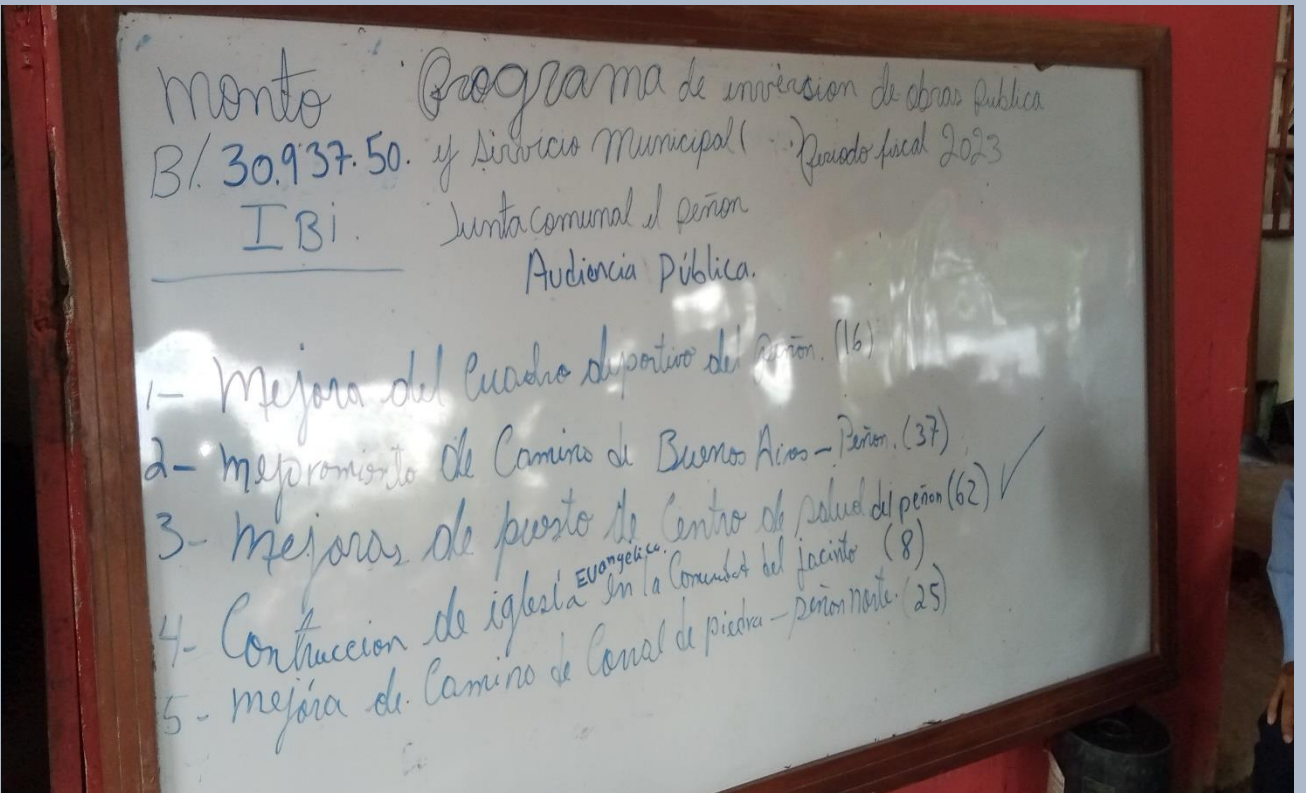 Monto Programa de inversion de obras publica
B/. 30.937.50. y Sirvicio Municipal ( Periodo fiscal 2023
IBi. Junta comunal el peñon
Audiencia Pública.
1- Mejora del Cuadro deportivo del peñon. (16)
2- mejoramiento de Camino de Buenos Aires - Peñon. (37)
3- Mejoras de puesto de Centro de salud del peñon (62) ✓
4- Contruccion de iglesia Evangelica. en la Comunidad del jacinto (8)
5- mejóra de. Camino de Corral de piedra - peñon norte. (25)